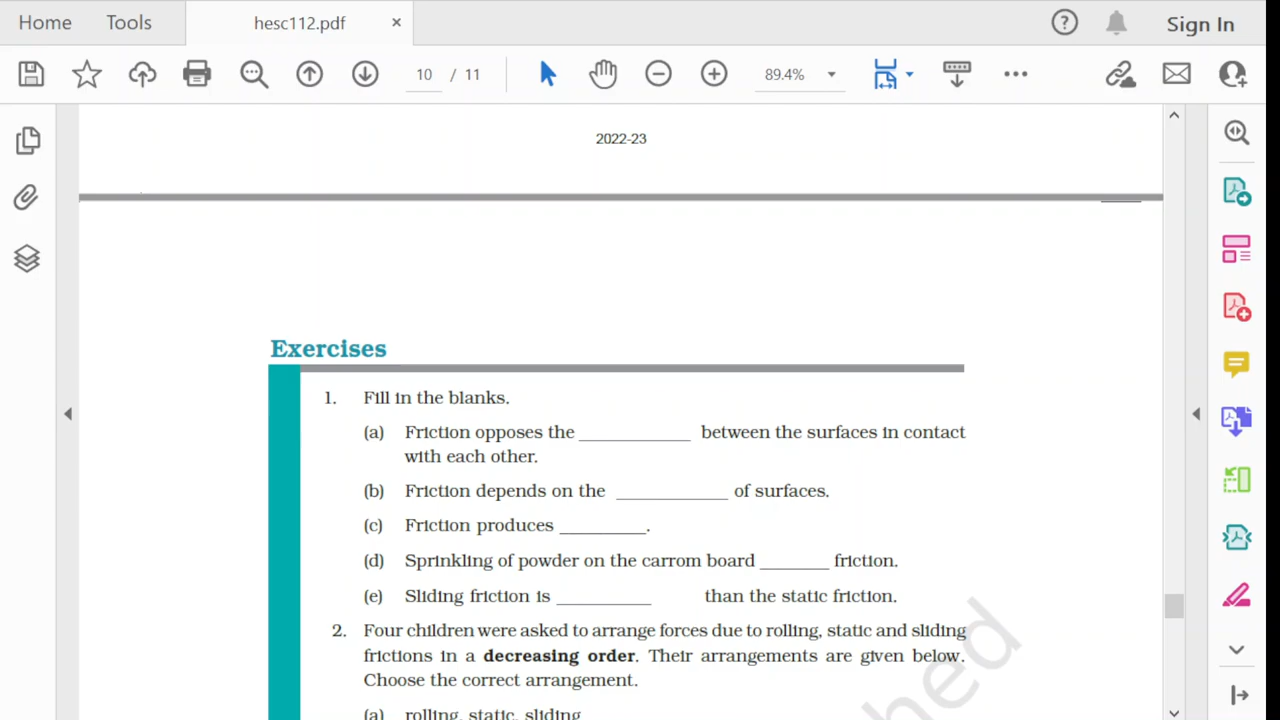 Home Tools hesc112.pdf × Sign In
10 / 11 89.4%
2022-23
Exercises
1. Fill in the blanks.
(a) Friction opposes the ___________ between the surfaces in contact
with each other.
(b) Friction depends on the ___________ of surfaces.
(c) Friction produces _________.
(d) Sprinkling of powder on the carrom board _______ friction.
(e) Sliding friction is __________ than the static friction.
2. Four children were asked to arrange forces due to rolling, static and sliding
frictions in a decreasing order. Their arrangements are given below.
Choose the correct arrangement.
(a) rolling, static, sliding